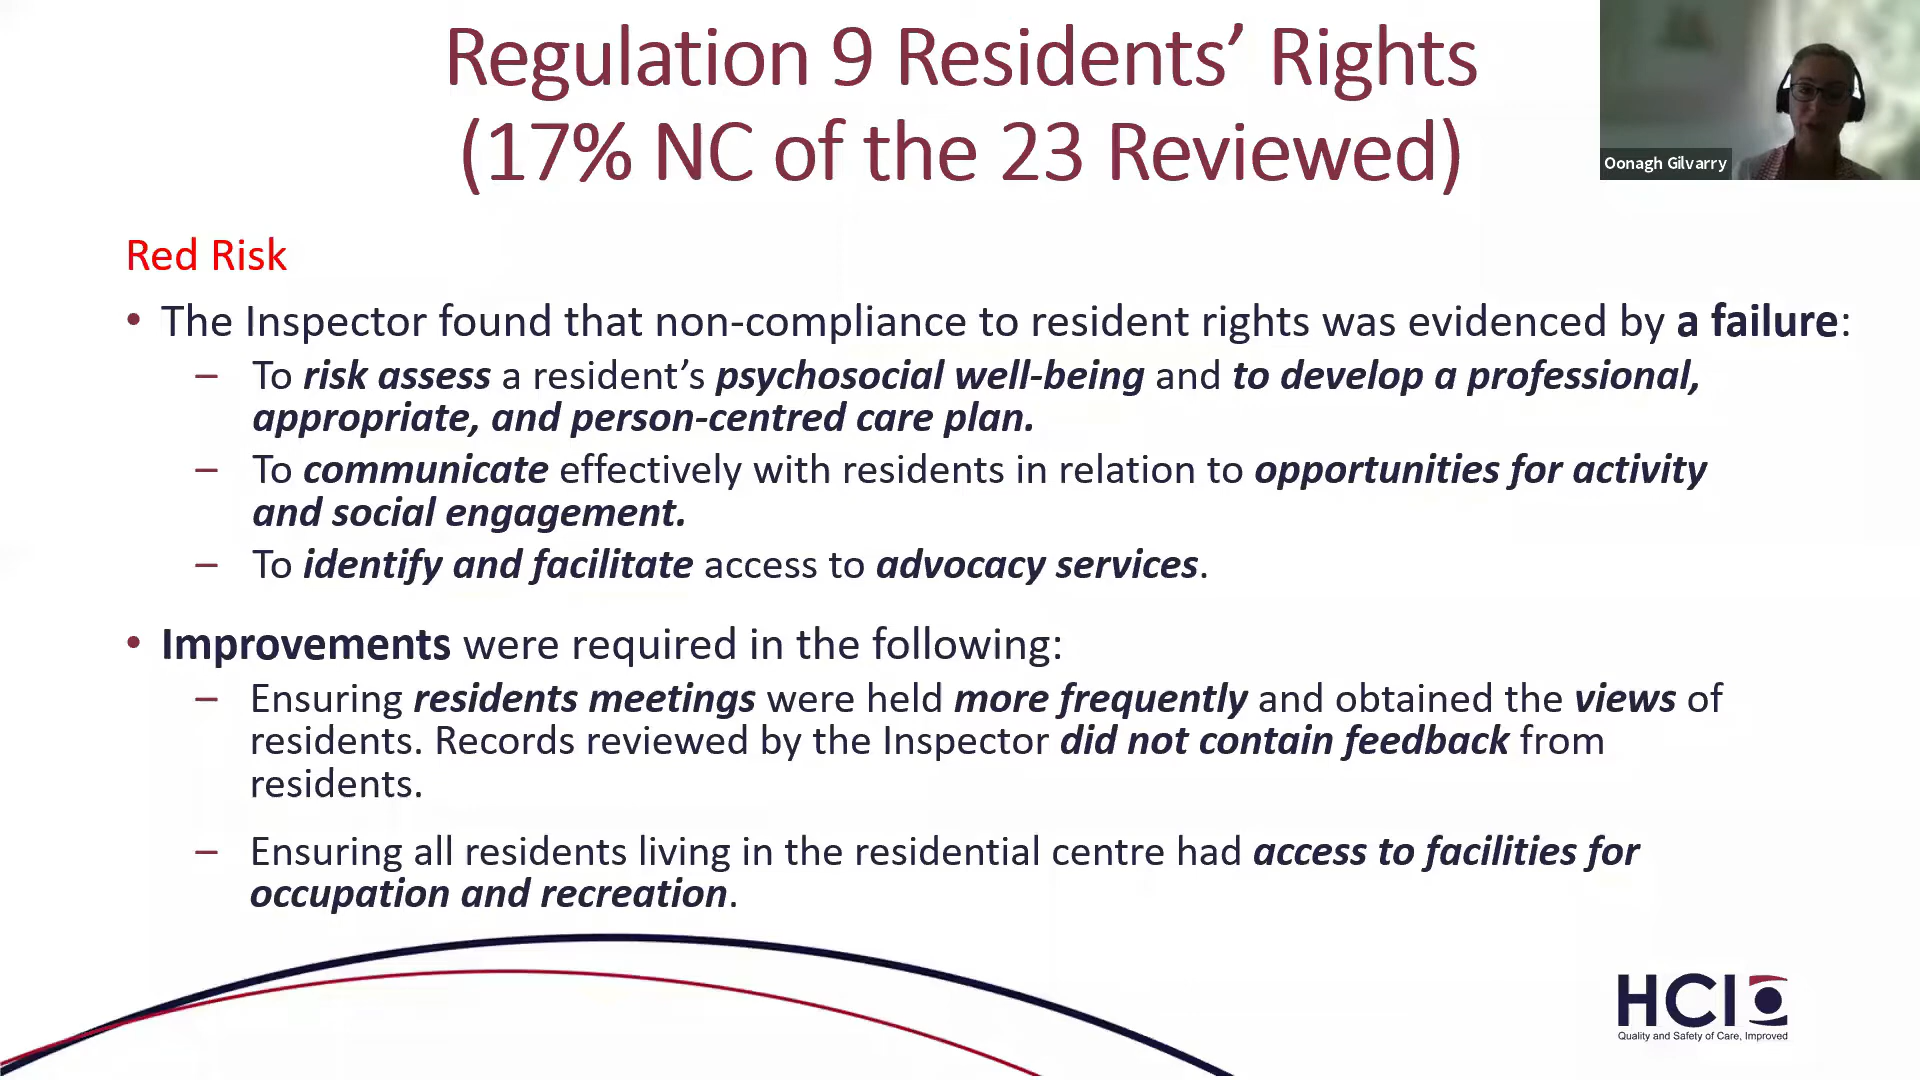 Regulation 9 Residents’ Rights
(17% NC of the 23 Reviewed)
Oonagh Gilvarry
Red Risk
• The Inspector found that non-compliance to resident rights was evidenced by a failure:
– To risk assess a resident’s psychosocial well-being and to develop a professional,
appropriate, and person-centred care plan.
– To communicate effectively with residents in relation to opportunities for activity
and social engagement.
– To identify and facilitate access to advocacy services.
• Improvements were required in the following:
– Ensuring residents meetings were held more frequently and obtained the views of
residents. Records reviewed by the Inspector did not contain feedback from
residents.
– Ensuring all residents living in the residential centre had access to facilities for
occupation and recreation.
HCI
Quality and Safety of Care, Improved